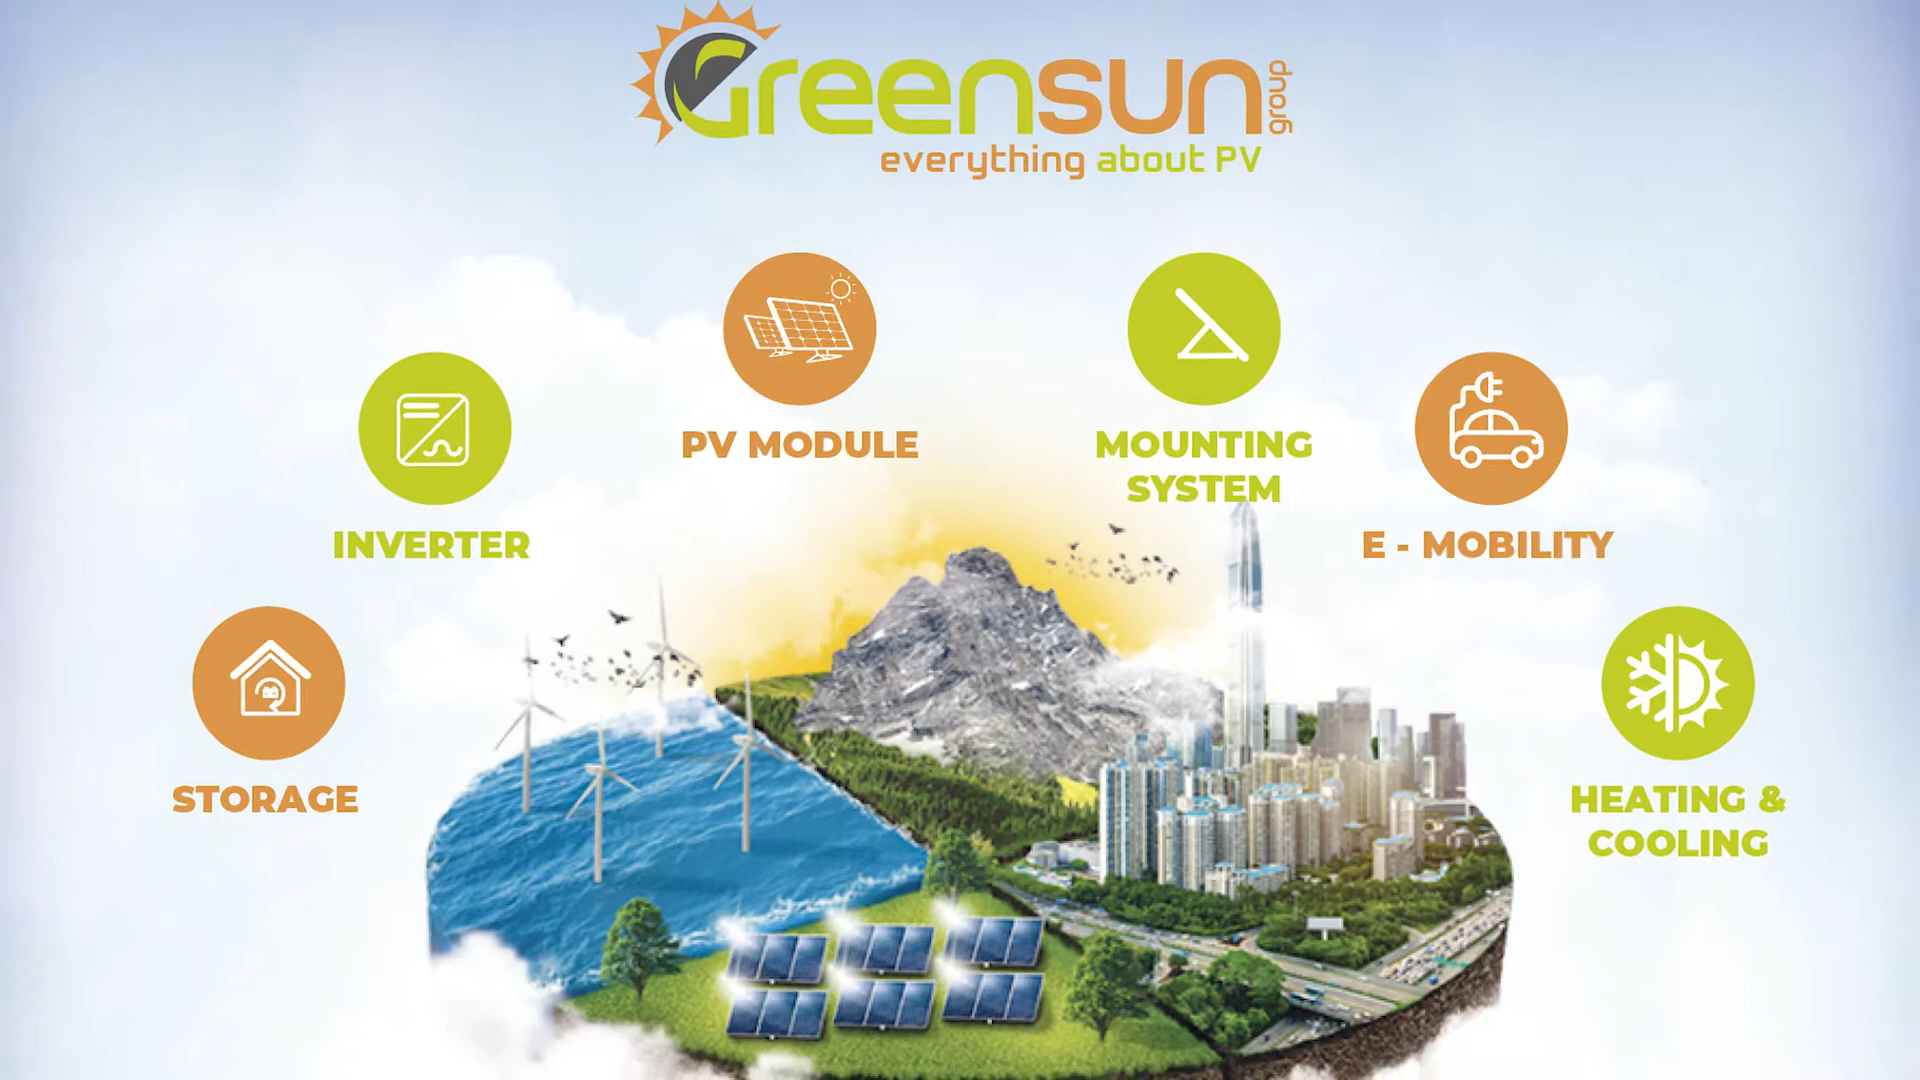 Greensun group
everything about PV
PV MODULE
MOUNTING
SYSTEM
INVERTER
E - MOBILITY
STORAGE
HEATING &
COOLING